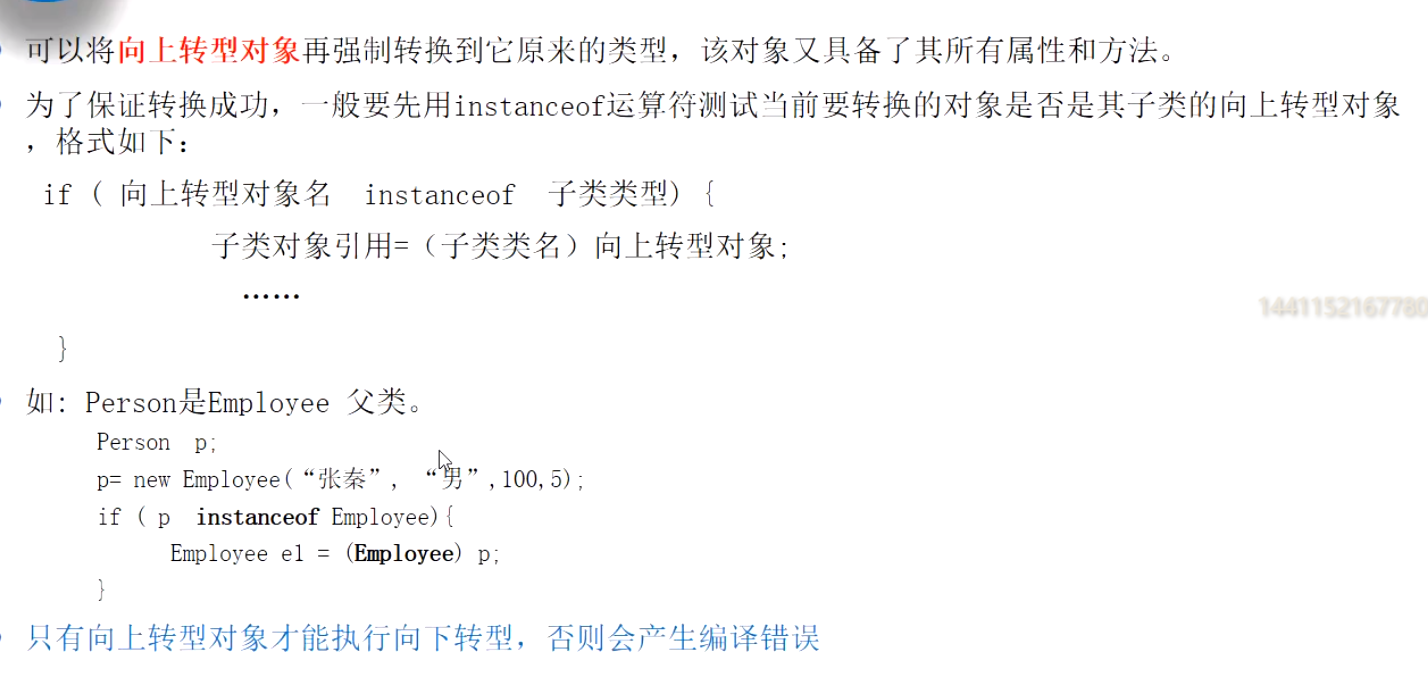 可以将向上转型对象再强制转换到它原来的类型，该对象又具备了其所有属性和方法。
为了保证转换成功，一般要先用instanceof运算符测试当前要转换的对象是否是其子类的向上转型对象
，格式如下：
if ( 向上转型对象名 instanceof 子类类型) {
子类对象引用=（子类类名）向上转型对象;
……
1441152167780
}
如: Person是Employee 父类。
Person p;
p= new Employee(“张秦”, “男”,100,5);
if ( p instanceof Employee){
Employee e1 = (Employee) p;
}
只有向上转型对象才能执行向下转型，否则会产生编译错误